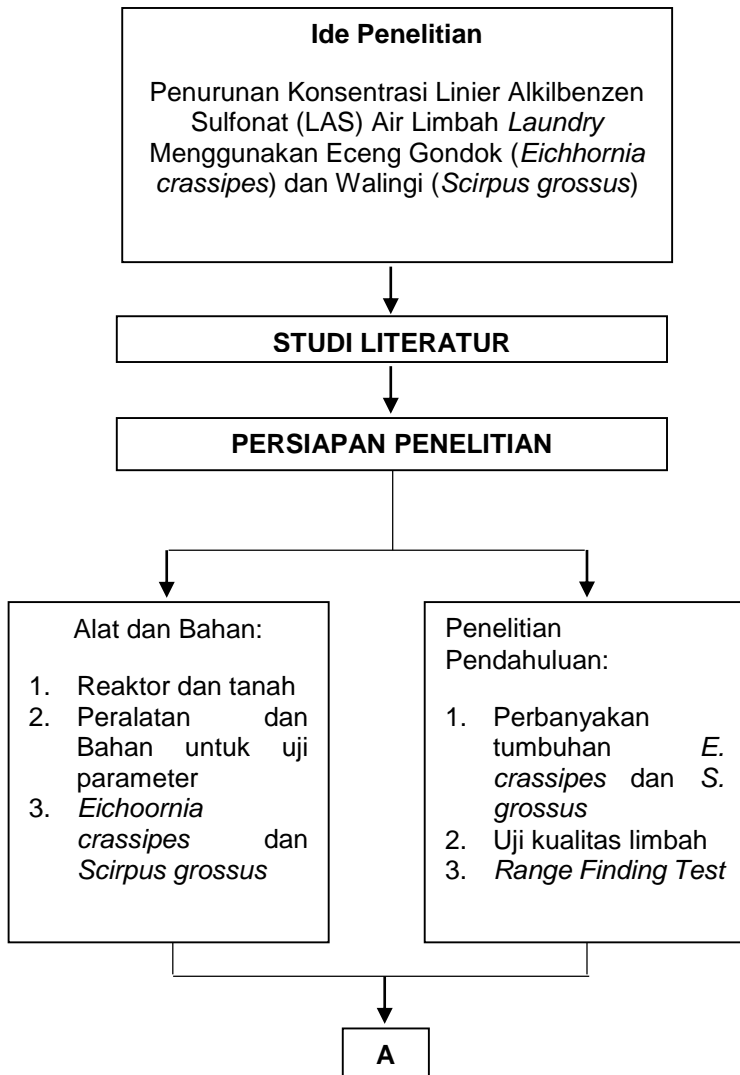 Ide Penelitian
Penurunan Konsentrasi Linier Alkilbenzen
Sulfonat (LAS) Air Limbah Laundry
Menggunakan Eceng Gondok (Eichhornia
crassipes) dan Walingi (Scirpus grossus)
STUDI LITERATUR
PERSIAPAN PENELITIAN
Alat dan Bahan:
1. Reaktor dan tanah
2. Peralatan dan
Bahan untuk uji
parameter
3. Eichoornia
crassipes dan
Scirpus grossus
Penelitian
Pendahuluan:
1. Perbanyakan
tumbuhan E.
crassipes dan S.
grossus
2. Uji kualitas limbah
3. Range Finding Test
A